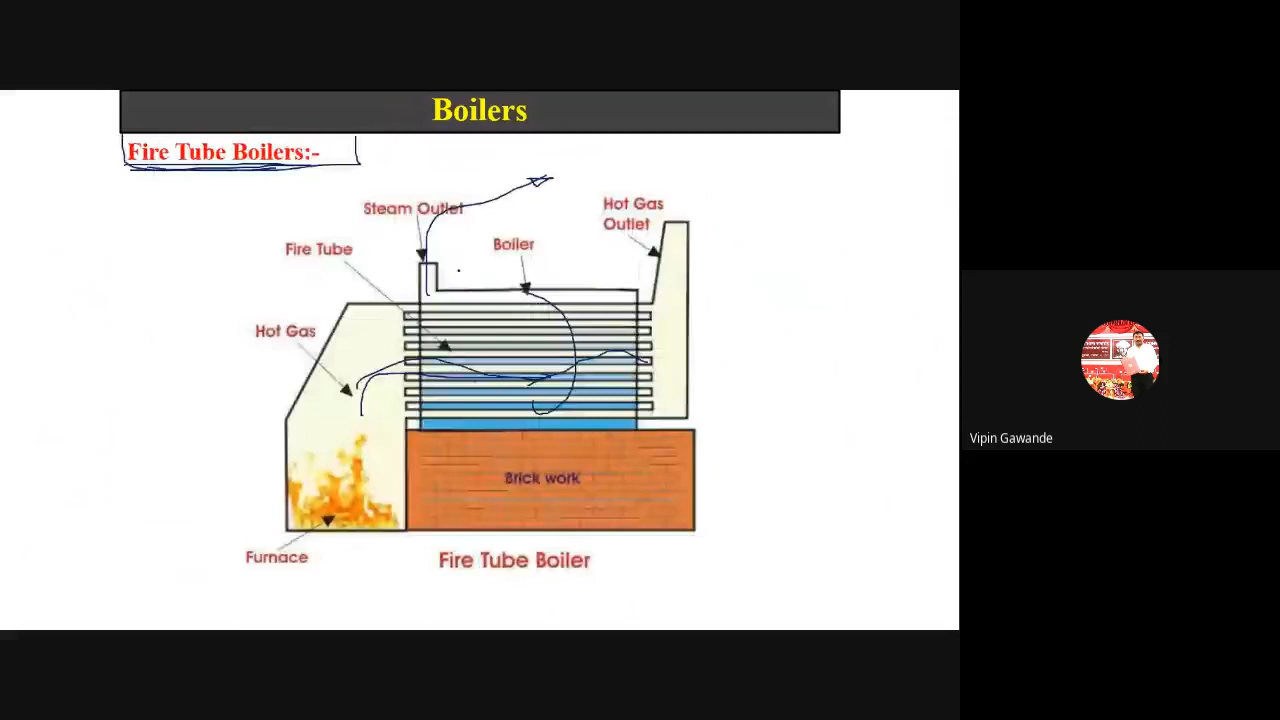 Boilers
Fire Tube Boilers:-
Steam Outlet
Hot Gas
Outlet
Fire Tube
Boiler
Hot Gas
Brick work
Furnace
Fire Tube Boiler
Vipin Gawande